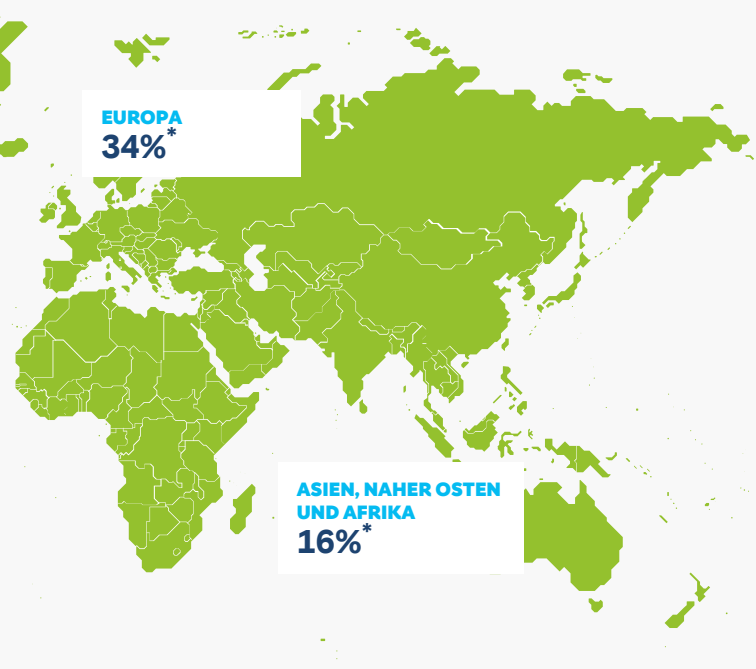 EUROPA
34%*
ASIEN, NAHER OSTEN
UND AFRIKA
16%*